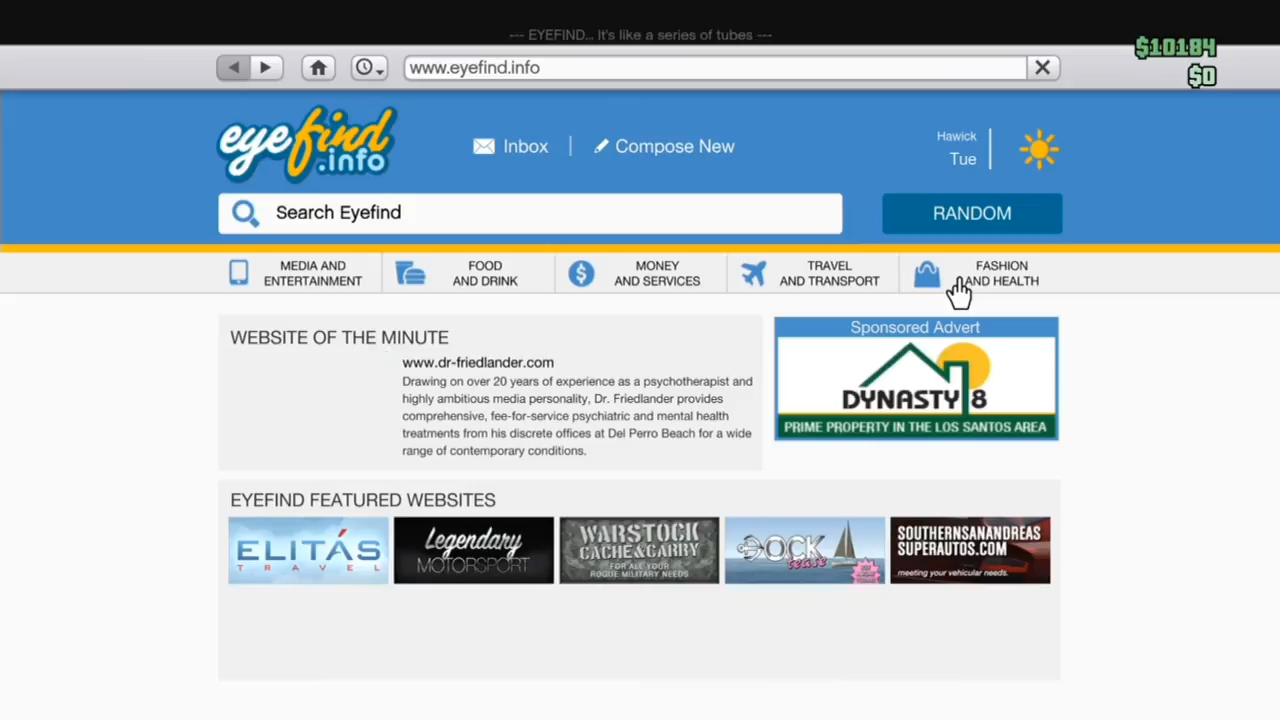 --- EYEFIND... It's like a series of tubes ---
$10184
$0
www.eyefind.info
eyefind
.info
Inbox
Compose New
Hawick
Tue
Search Eyefind
RANDOM
MEDIA AND
ENTERTAINMENT
FOOD
AND DRINK
MONEY
AND SERVICES
TRAVEL
AND TRANSPORT
FASHION
AND HEALTH
WEBSITE OF THE MINUTE
www.dr-friedlander.com
Drawing on over 20 years of experience as a psychotherapist and
highly ambitious media personality, Dr. Friedlander provides
comprehensive, fee-for-service psychiatric and mental health
treatments from his discrete offices at Del Perro Beach for a wide
range of contemporary conditions.
Sponsored Advert
DYNASTY 8
PRIME PROPERTY IN THE LOS SANTOS AREA
EYEFIND FEATURED WEBSITES
ELITÁS
TRAVEL
Legendary
MOTORSPORT
WARSTOCK
CACHE&CARRY
FOR ALL YOUR
ROGUE MILITARY NEEDS
DOCK
tease
SOUTHERNSANANDREAS
SUPERAUTOS.COM
meeting your vehicular needs.